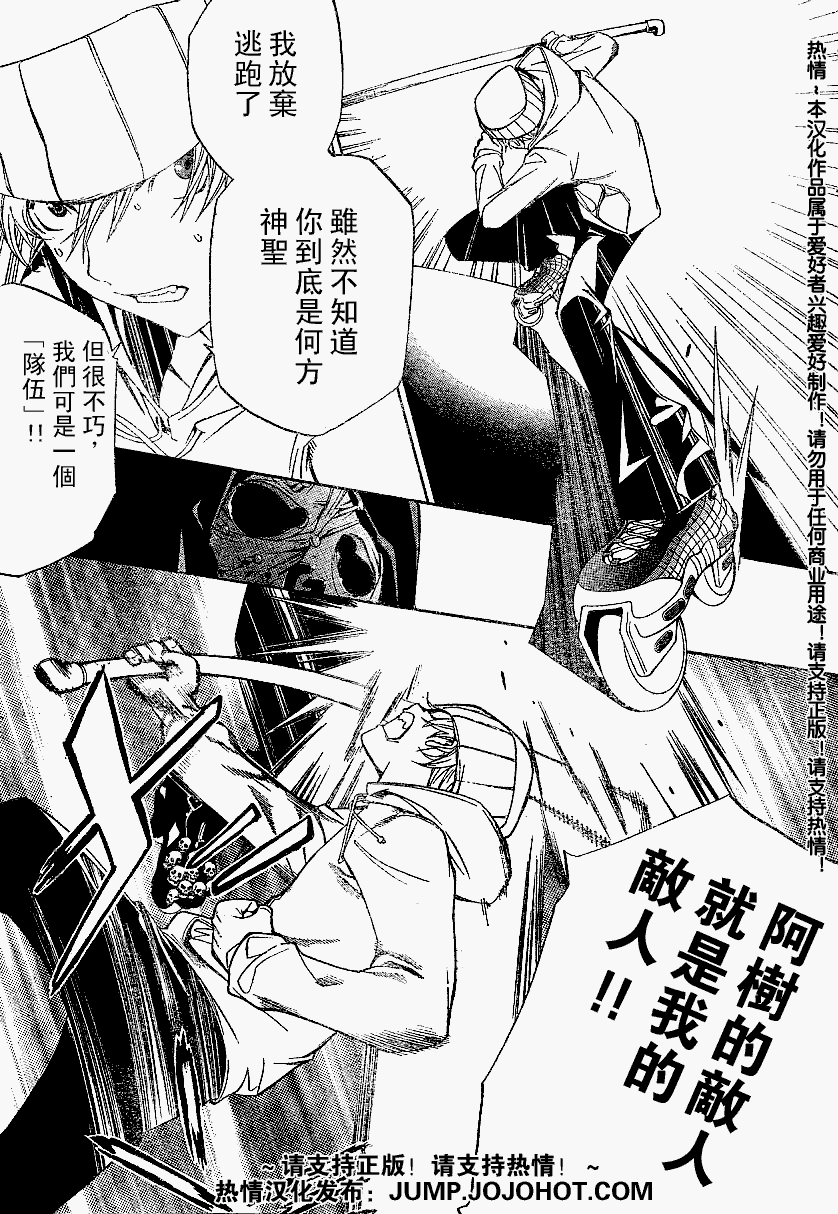 我放棄
逃跑了
雖然不知道
你到底是何方
神聖
但很不巧，
我們可是一個
「隊伍」!!
阿樹的敵人
就是我的
敵人!!
热情~本汉化作品属于爱好者兴趣爱好制作！请勿用于任何商业用途！请支持正版！请支持热情！
~请支持正版！请支持热情！~
热情汉化发布：JUMP.JOJOHOT.COM